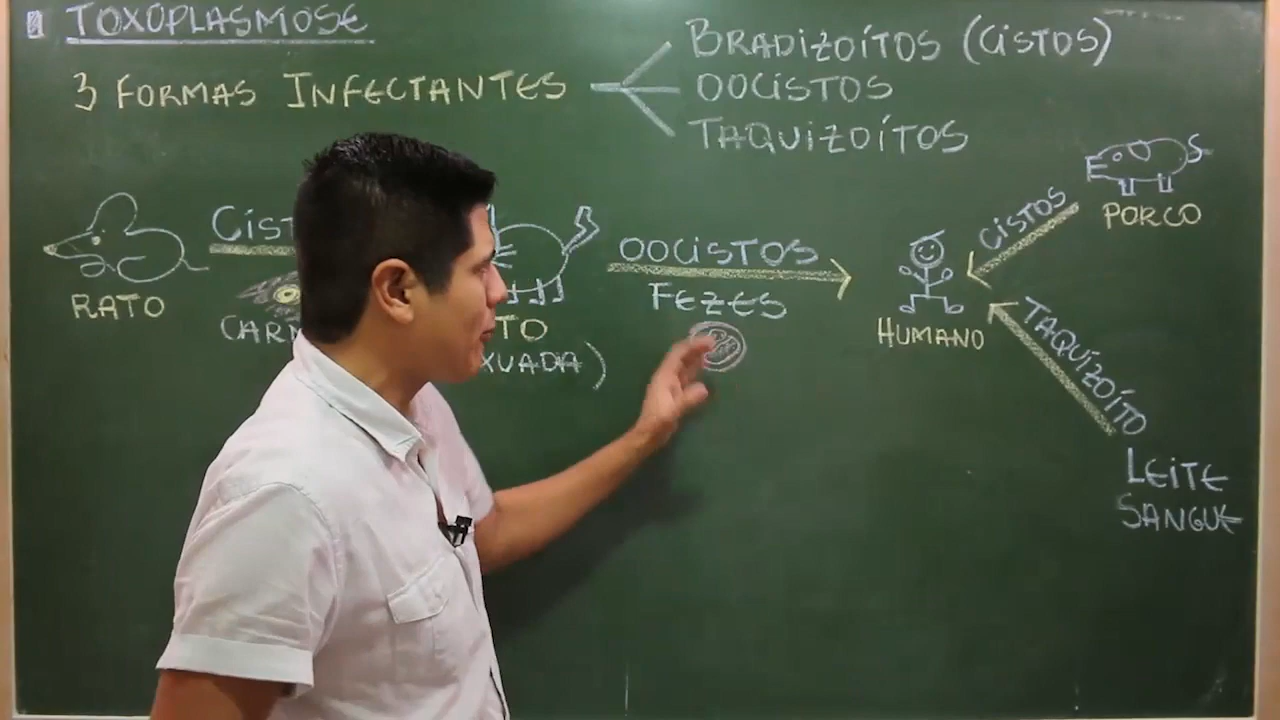 TOXOPLASMOSE
3 FORMAS INFECTANTES
BRADIZOÍTOS (CISTOS)
OOCISTOS
TAQUIZOÍTOS
RATO
OOCISTOS
FEZES
HUMANO
CISTOS
PORCO
TAQUIZOÍTO
LEITE
SANGUE